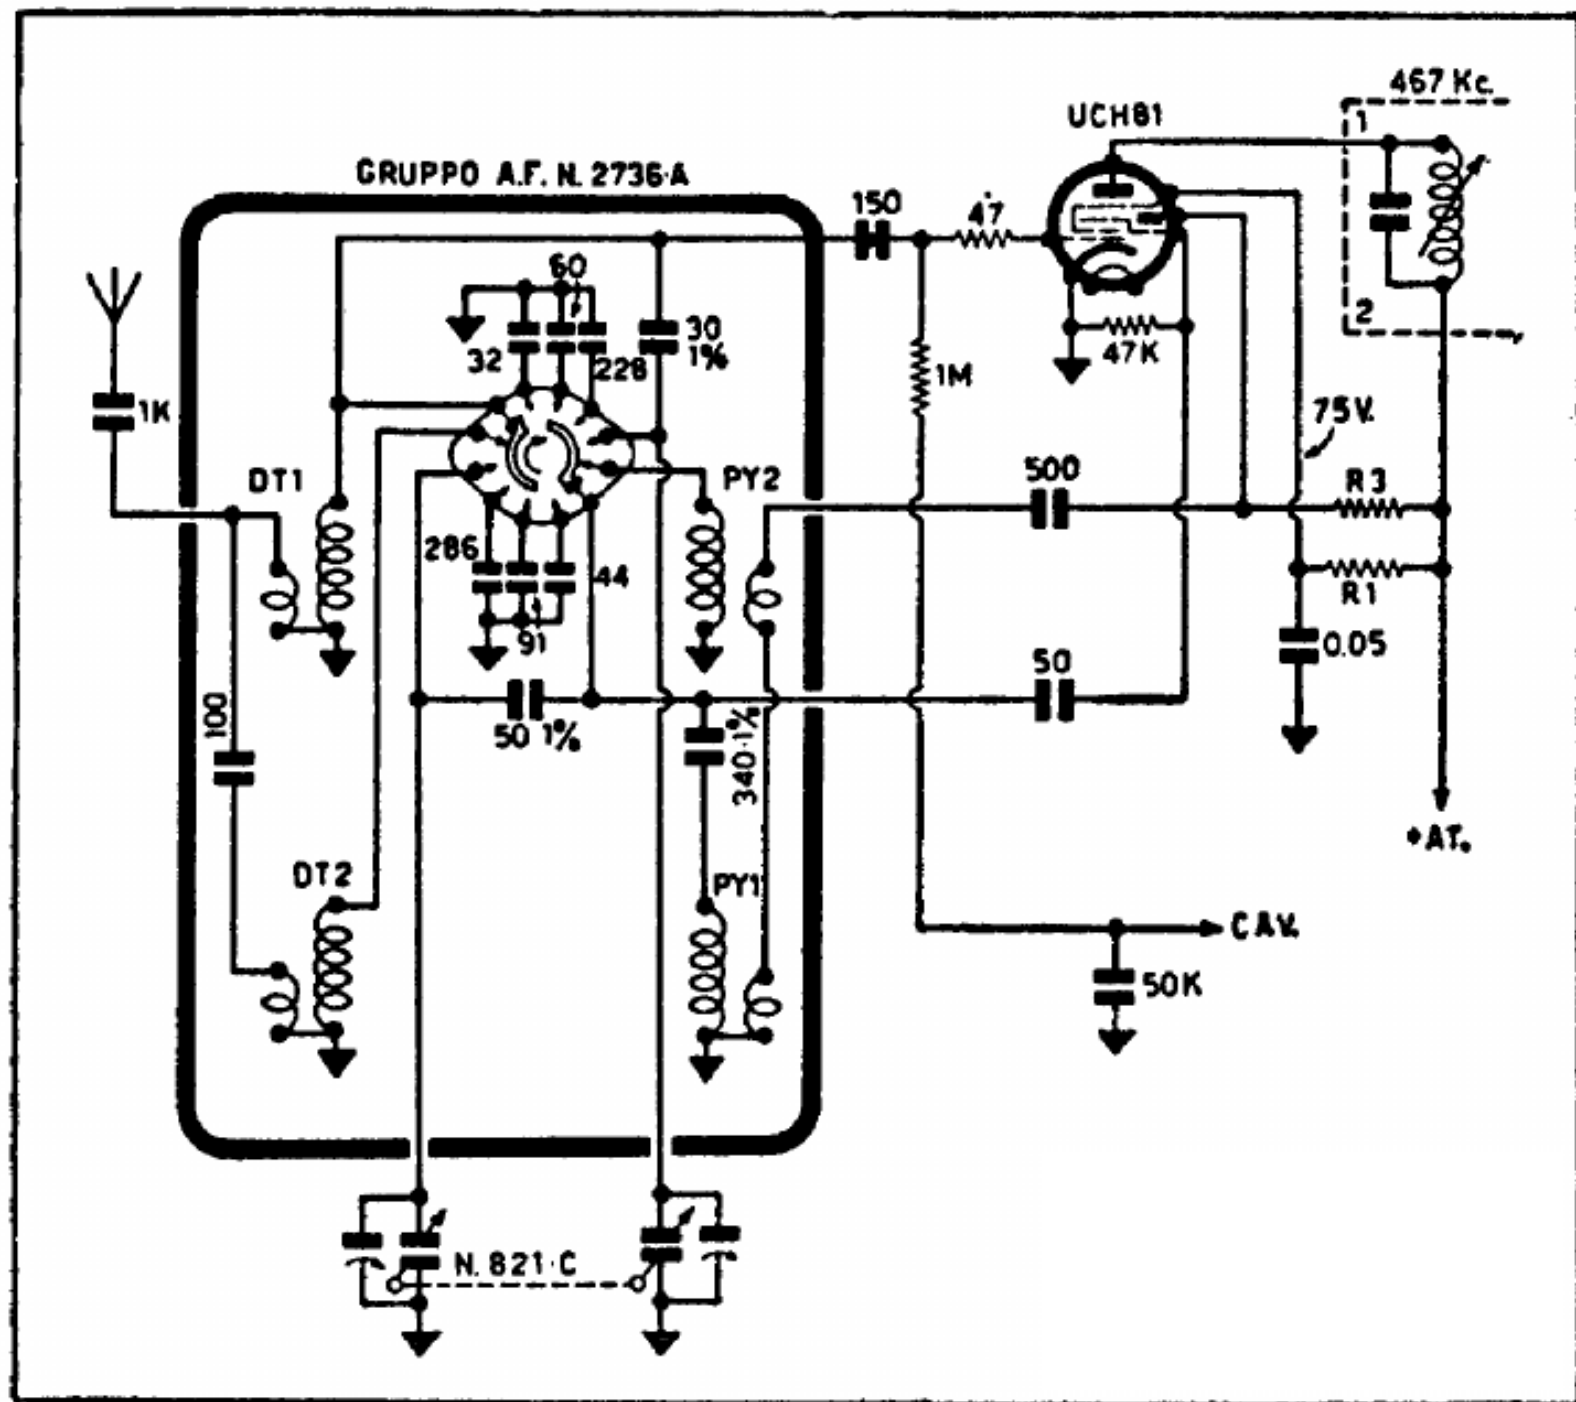 467 Kc.
UCH81
1
GRUPPO A.F. N. 2736·A
150
47
60
2
30
1%
32
228
47K
1M
1K
75V.
DT1
PY2
500
R3
286
44
R1
91
0.05
50
100
50 1%
340·1%
+AT.
DT2
PY1
C.A.V.
50K
N. 821·C